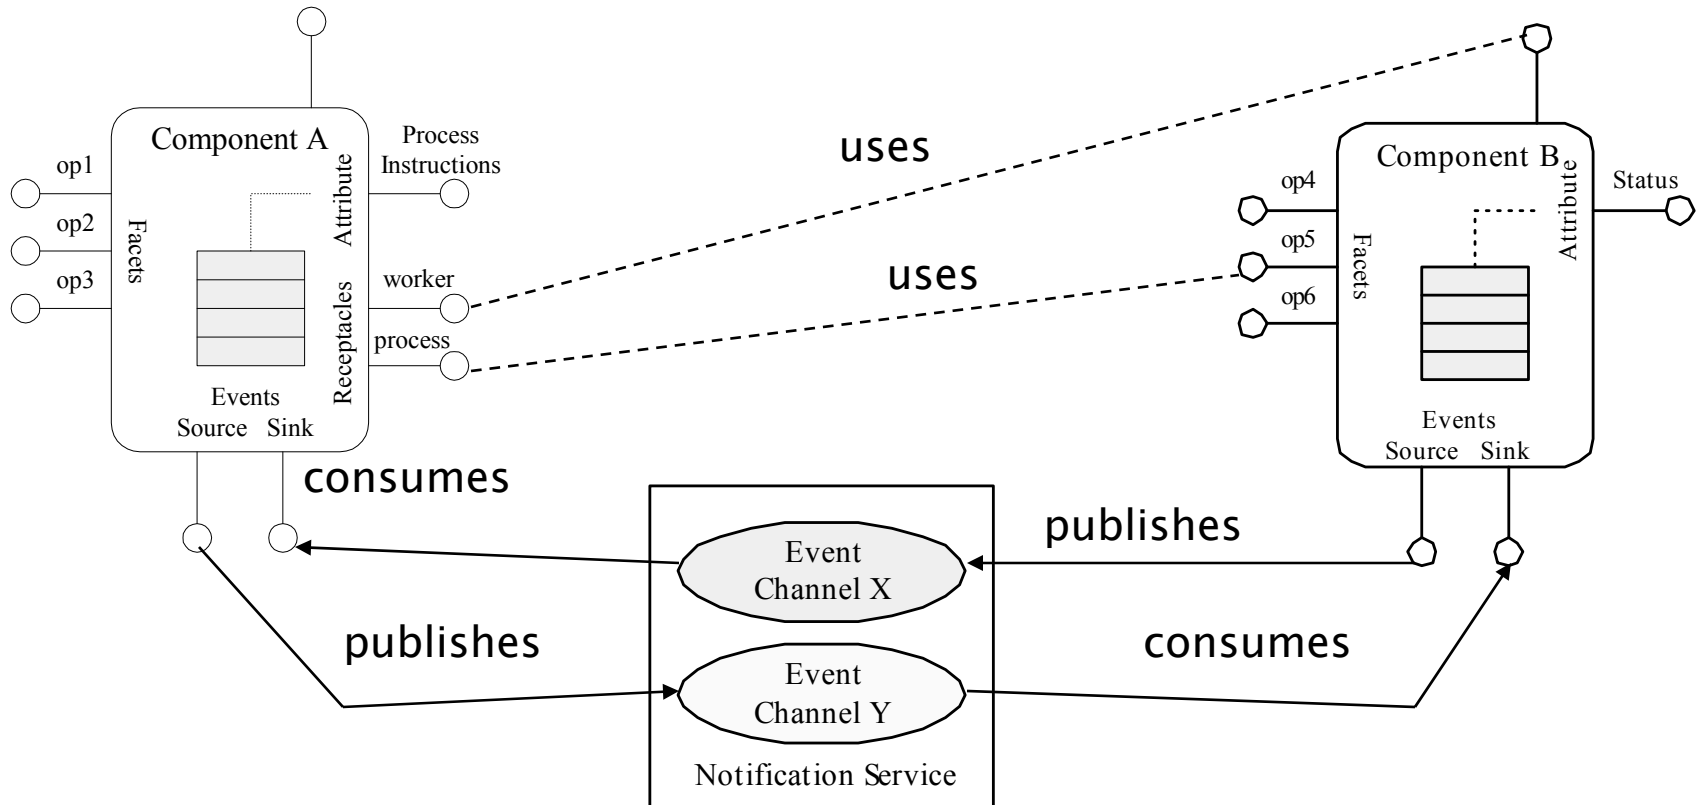 Component A
Process
Instructions
op1
op2
op3
Facets
Attribute
Receptacles
worker
process
Events
Source Sink
uses
uses
Component B
Status
op4
op5
op6
Facets
Attribute
Events
Source Sink
consumes
publishes
publishes
consumes
Event
Channel X
Event
Channel Y
Notification Service